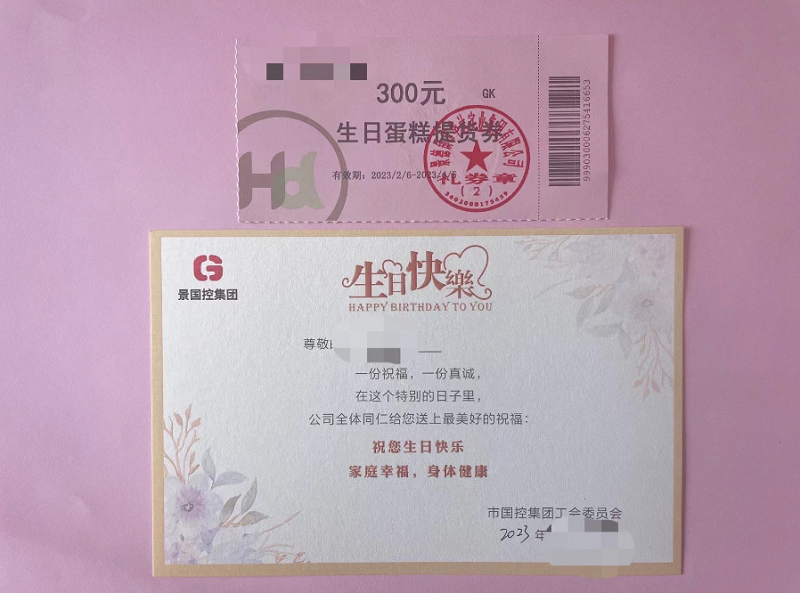 300元
GK
生日蛋糕提货券
有效期：2023/2/6-2023/4/6
礼券章
(2)
999030006275416653
G
景国控集团
生日快樂
HAPPY BIRTHDAY TO YOU
尊敬
一份祝福，一份真诚，
在这个特别的日子里，
公司全体同仁给您送上最美好的祝福：
祝您生日快乐
家庭幸福，身体健康
市国控集团工会委员会
2023年